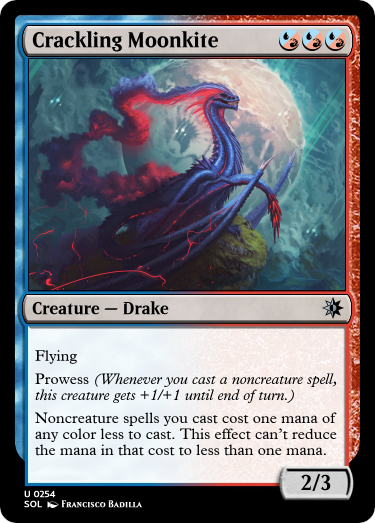 Crackling Moonkite
Creature — Drake
Flying
Prowess (Whenever you cast a noncreature spell,
this creature gets +1/+1 until end of turn.)
Noncreature spells you cast cost one mana of
any color less to cast. This effect can't reduce
the mana in that cost to less than one mana.
2/3
U 0254
SOL Francisco Badilla